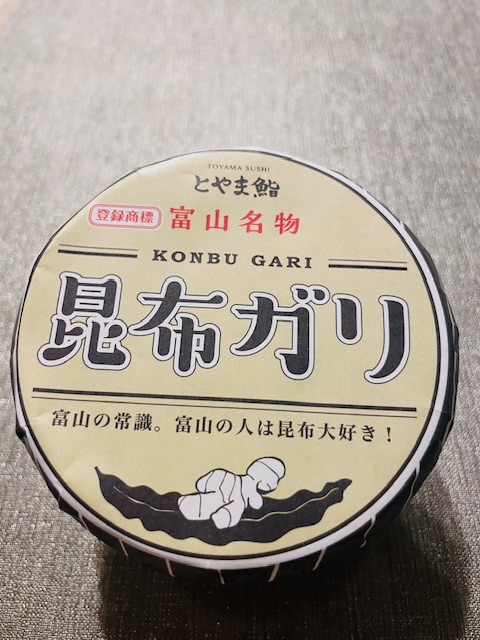 TOYAMA SUSHI
とやま鮨
登録商標 富山名物
KONBU GARI
昆布ガリ
富山の常識。富山の人は昆布大好き！